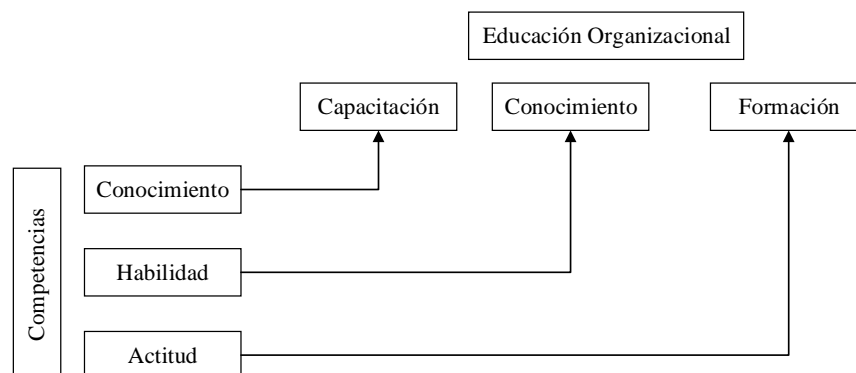 Educación Organizacional
Capacitación
Conocimiento
Formación
Competencias
Conocimiento
Habilidad
Actitud